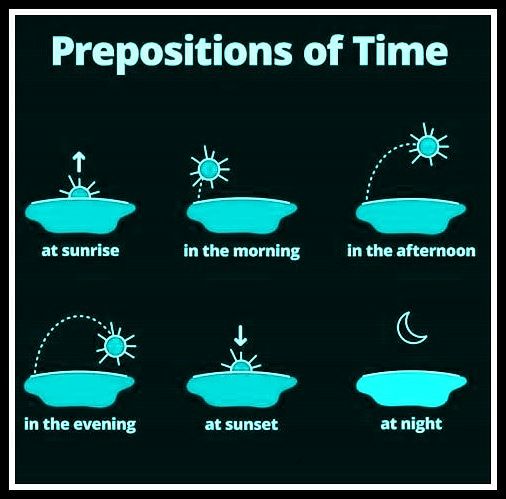 Prepositions of Time
at sunrise
in the morning
in the afternoon
in the evening
at sunset
at night